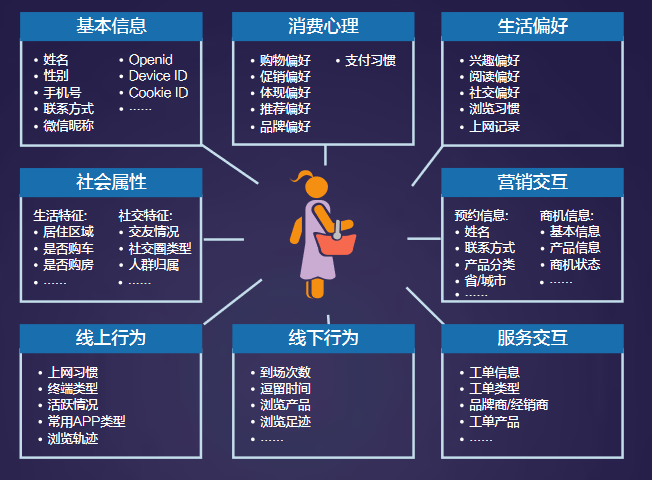 基本信息
姓名
性别
手机号
联系方式
微信昵称
Openid
Device ID
Cookie ID
······
消费心理
购物偏好
促销偏好
体现偏好
推荐偏好
品牌偏好
支付习惯
生活偏好
兴趣偏好
阅读偏好
社交偏好
浏览习惯
上网记录
社会属性
生活特征:
居住区域
是否购车
是否购房
······
社交特征:
交友情况
社交圈类型
人群归属
······
营销交互
预约信息:
姓名
联系方式
产品分类
省/城市
······
商机信息:
基本信息
产品信息
商机状态
······
线上行为
上网习惯
终端类型
活跃情况
常用APP类型
浏览轨迹
线下行为
到场次数
逗留时间
浏览产品
浏览足迹
······
服务交互
工单信息
工单类型
品牌商/经销商
工单产品
······